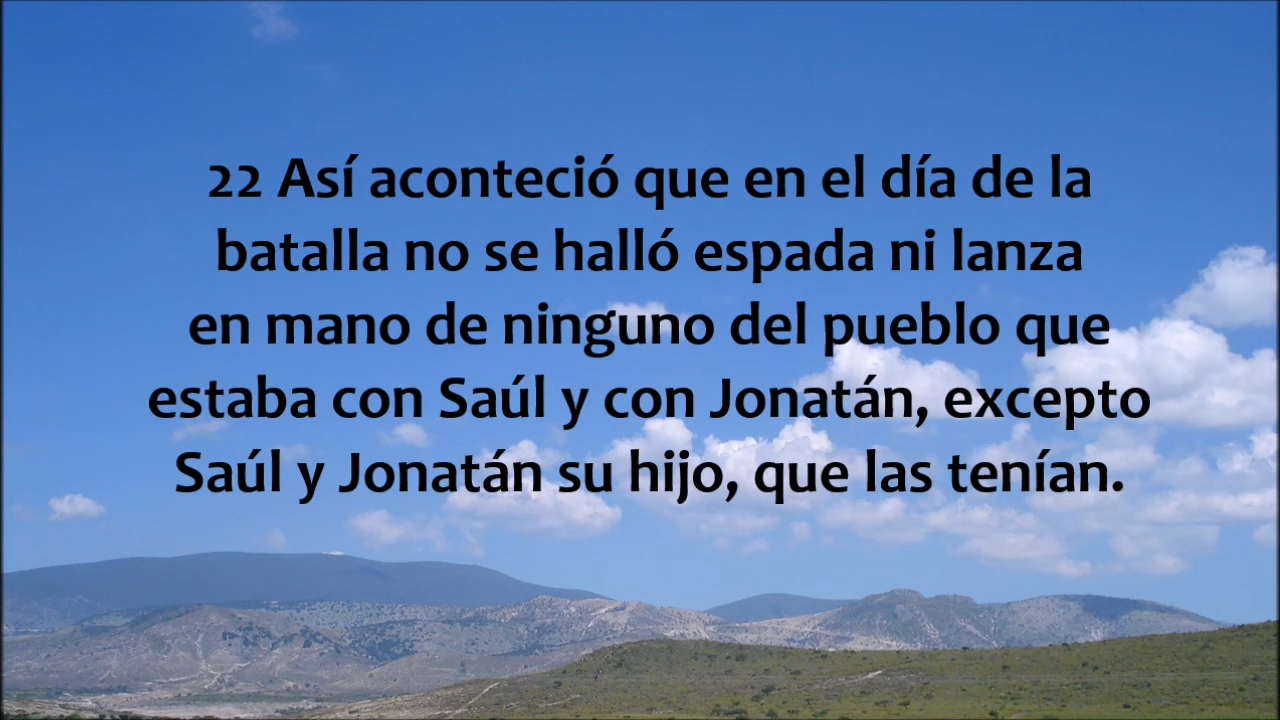 22 Así aconteció que en el día de la
batalla no se halló espada ni lanza
en mano de ninguno del pueblo que
estaba con Saúl y con Jonatán, excepto
Saúl y Jonatán su hijo, que las tenían.